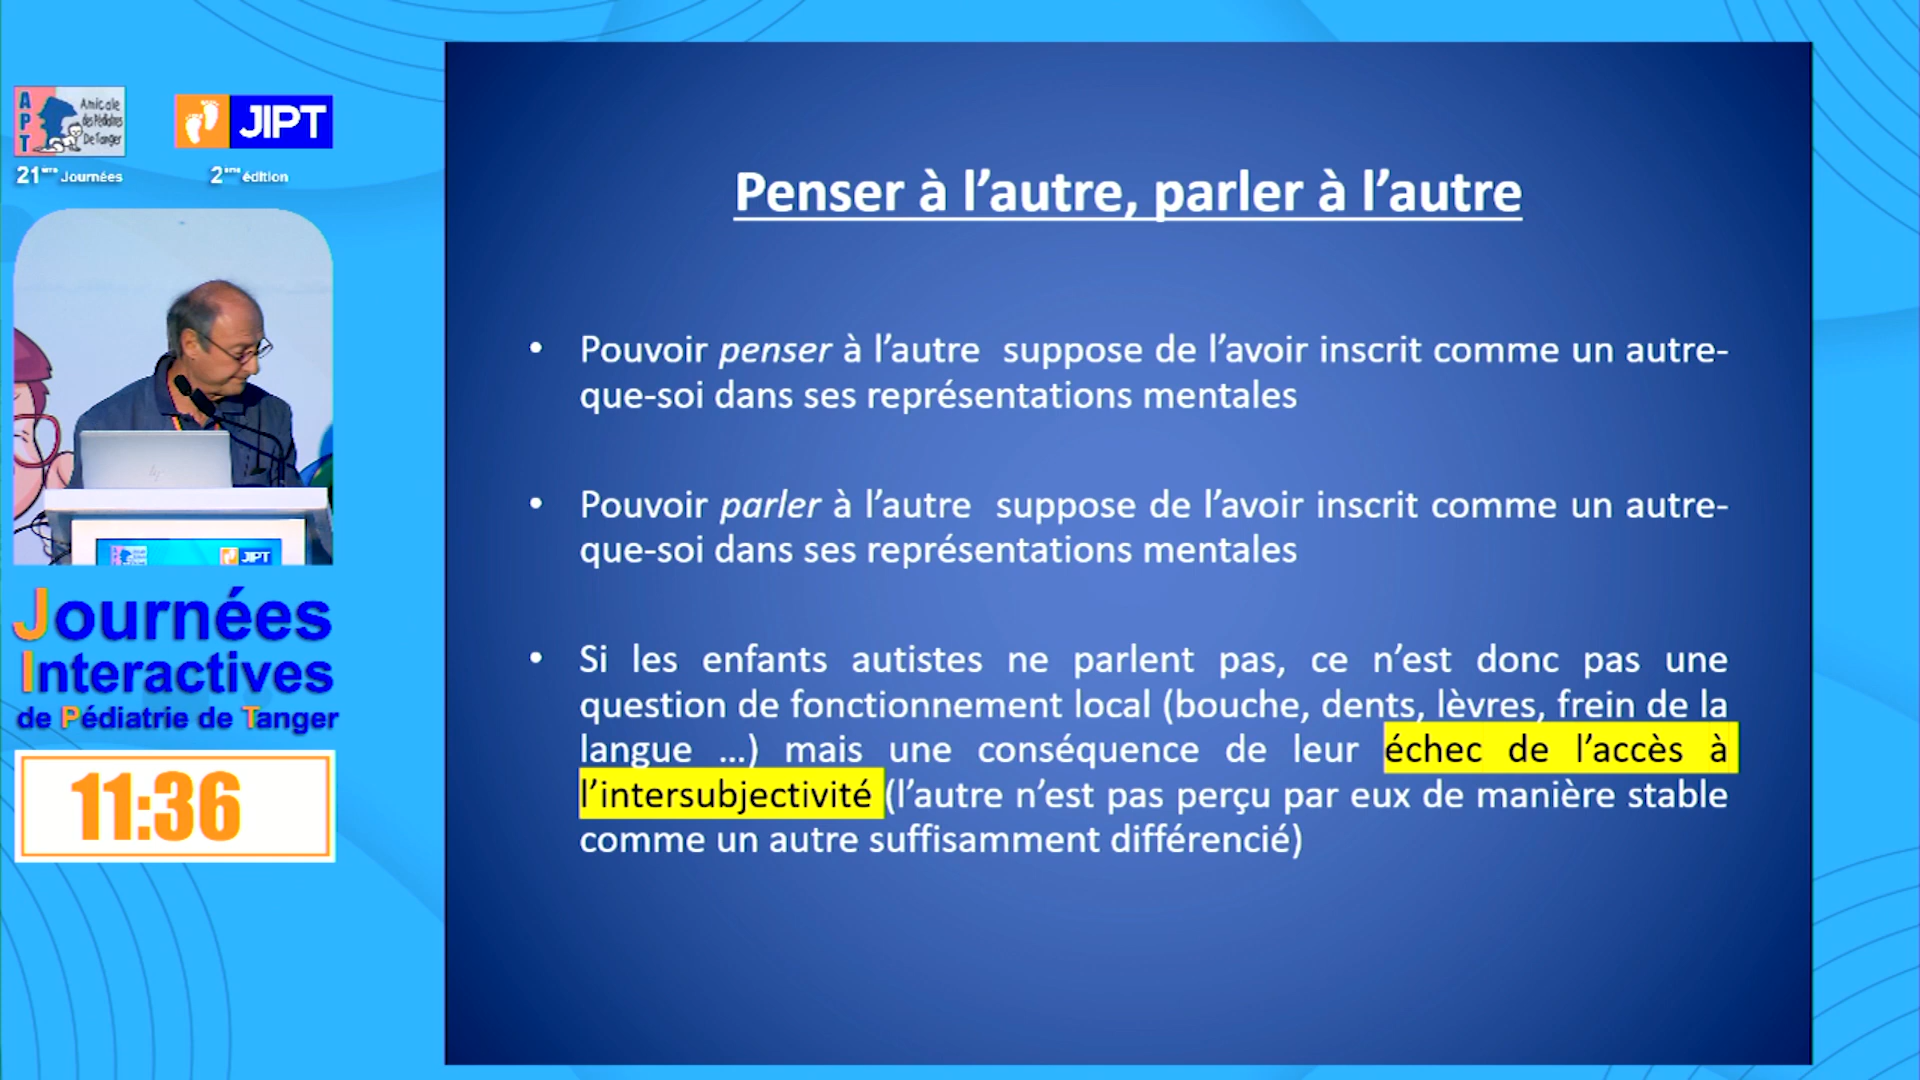 APT
Amicale
des Pédiatres
De Tanger
21ème Journées
JIPT
2ème édition
JIPT
Journées
Interactives
de Pédiatrie de Tanger
11:36
Penser à l’autre, parler à l’autre
• Pouvoir penser à l’autre suppose de l’avoir inscrit comme un autre-
que-soi dans ses représentations mentales
• Pouvoir parler à l’autre suppose de l’avoir inscrit comme un autre-
que-soi dans ses représentations mentales
• Si les enfants autistes ne parlent pas, ce n’est donc pas une
question de fonctionnement local (bouche, dents, lèvres, frein de la
langue …) mais une conséquence de leur échec de l’accès à
l’intersubjectivité (l’autre n’est pas perçu par eux de manière stable
comme un autre suffisamment différencié)